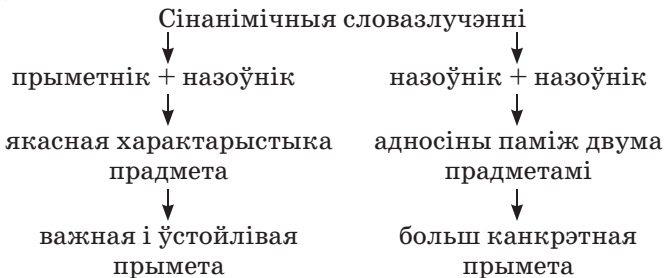 Сінанімічныя словазлучэнні
прыметнік + назоўнік
якасная характарыстыка
прадмета
важная і ўстойлівая
прымета
назоўнік + назоўнік
адносіны паміж двума
прадметамі
больш канкрэтная
прымета